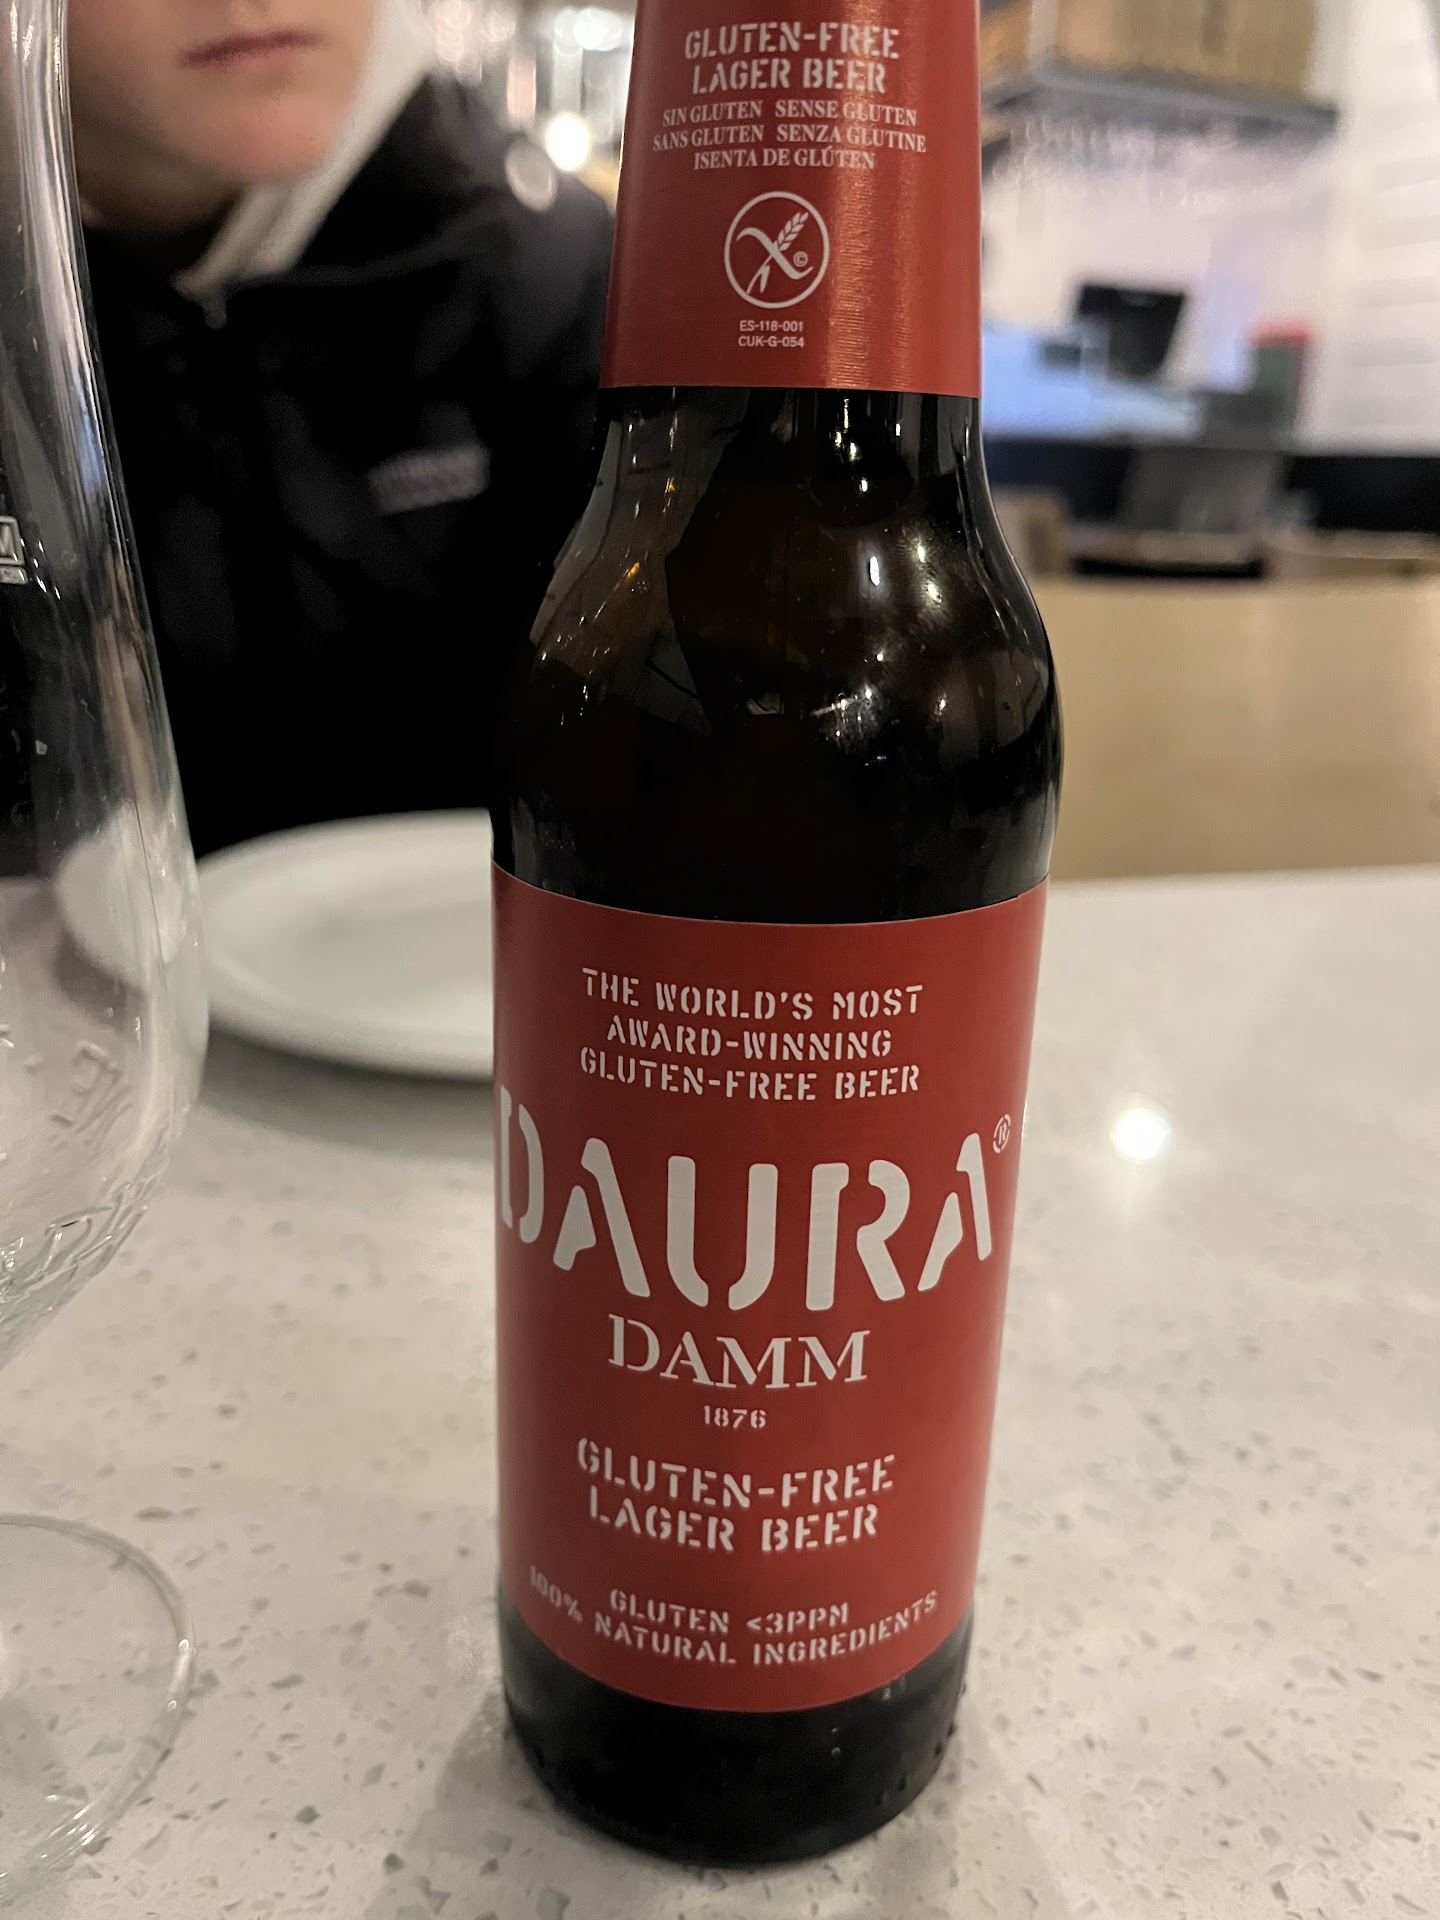 GLUTEN-FREE
LAGER BEER
SIN GLUTEN SENSE GLUTEN
SANS GLUTEN SENZA GLUTINE
ISENTA DE GLÚTEN
©
ES-118-001
CUK-G-054
THE WORLD'S MOST
AWARD-WINNING
GLUTEN-FREE BEER
DAURA®
DAMM
1876
GLUTEN-FREE
LAGER BEER
GLUTEN <3PPM
100% NATURAL INGREDIENTS